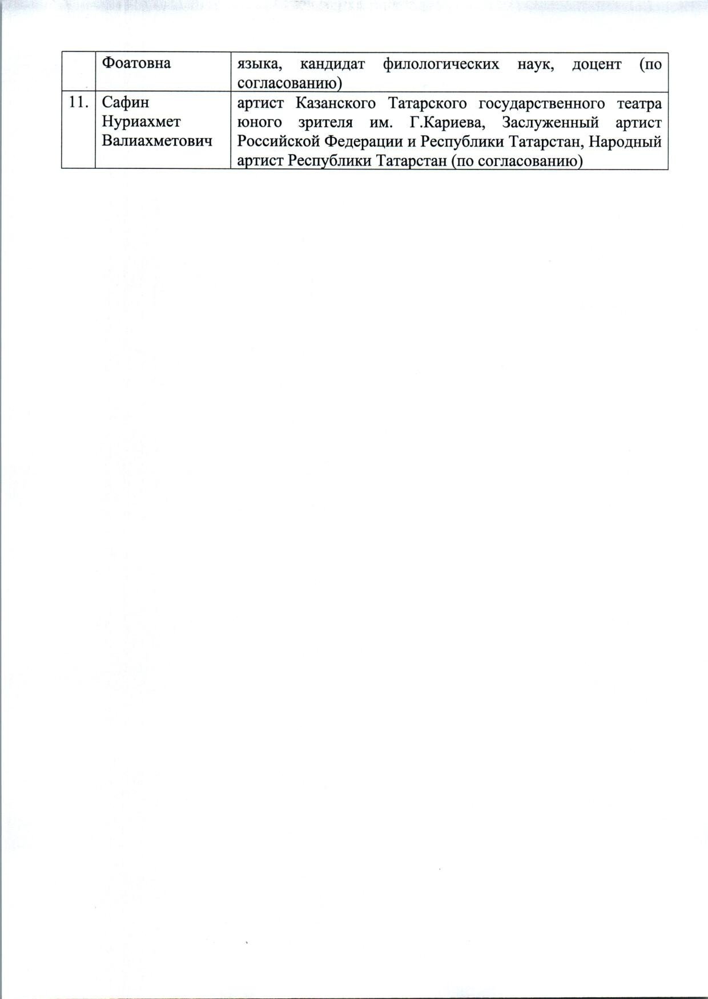 Фоатовна
языка, кандидат филологических наук, доцент (по
согласованию)
11.
Сафин
Нуриахмет
Валиахметович
артист Казанского Татарского государственного театра
юного зрителя им. Г.Кариева, Заслуженный артист
Российской Федерации и Республики Татарстан, Народный
артист Республики Татарстан (по согласованию)